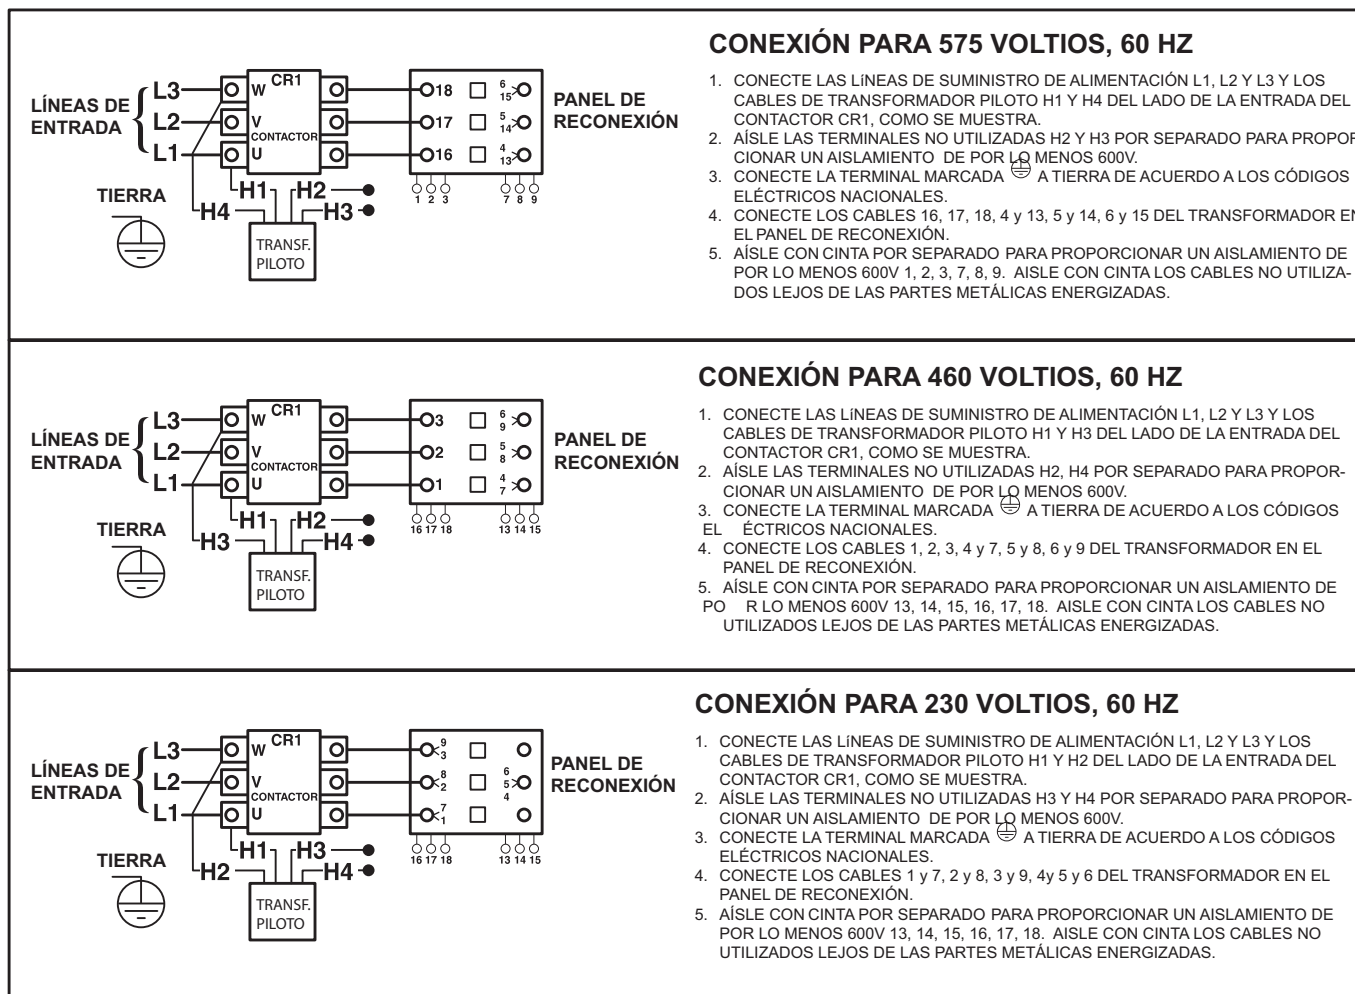 CONEXIÓN PARA 575 VOLTIOS, 60 HZ
1. CONECTE LAS LíNEAS DE SUMINISTRO DE ALIMENTACIÓN L1, L2 Y L3 Y LOS
CABLES DE TRANSFORMADOR PILOTO H1 Y H4 DEL LADO DE LA ENTRADA DEL
CONTACTOR CR1, COMO SE MUESTRA.
2. AÍSLE LAS TERMINALES NO UTILIZADAS H2 Y H3 POR SEPARADO PARA PROPOR
CIONAR UN AISLAMIENTO DE POR LO MENOS 600V.
3. CONECTE LA TERMINAL MARCADA A TIERRA DE ACUERDO A LOS CÓDIGOS
ELÉCTRICOS NACIONALES.
4. CONECTE LOS CABLES 16, 17, 18, 4 y 13, 5 y 14, 6 y 15 DEL TRANSFORMADOR EN
EL PANEL DE RECONEXIÓN.
5. AÍSLE CON CINTA POR SEPARADO PARA PROPORCIONAR UN AISLAMIENTO DE
POR LO MENOS 600V 1, 2, 3, 7, 8, 9. AISLE CON CINTA LOS CABLES NO UTILIZA-
DOS LEJOS DE LAS PARTES METÁLICAS ENERGIZADAS.
LÍNEAS DE
ENTRADA
L3
L2
L1
W
V
U
CR1
CONTACTOR
18
17
16
6
15
5
14
4
13
PANEL DE
RECONEXIÓN
1 2 3 7 8 9
TIERRA
H1
H2
H4
H3
TRANSF.
PILOTO
CONEXIÓN PARA 460 VOLTIOS, 60 HZ
1. CONECTE LAS LíNEAS DE SUMINISTRO DE ALIMENTACIÓN L1, L2 Y L3 Y LOS
CABLES DE TRANSFORMADOR PILOTO H1 Y H3 DEL LADO DE LA ENTRADA DEL
CONTACTOR CR1, COMO SE MUESTRA.
2. AÍSLE LAS TERMINALES NO UTILIZADAS H2, H4 POR SEPARADO PARA PROPOR-
CIONAR UN AISLAMIENTO DE POR LO MENOS 600V.
3. CONECTE LA TERMINAL MARCADA A TIERRA DE ACUERDO A LOS CÓDIGOS
EL ÉCTRICOS NACIONALES.
4. CONECTE LOS CABLES 1, 2, 3, 4 y 7, 5 y 8, 6 y 9 DEL TRANSFORMADOR EN EL
PANEL DE RECONEXIÓN.
5. AÍSLE CON CINTA POR SEPARADO PARA PROPORCIONAR UN AISLAMIENTO DE
PO R LO MENOS 600V 13, 14, 15, 16, 17, 18. AISLE CON CINTA LOS CABLES NO
UTILIZADOS LEJOS DE LAS PARTES METÁLICAS ENERGIZADAS.
LÍNEAS DE
ENTRADA
L3
L2
L1
W
V
U
CR1
CONTACTOR
3
2
1
6
9
5
8
4
7
PANEL DE
RECONEXIÓN
16 17 18 13 14 15
TIERRA
H1
H2
H3
H4
TRANSF.
PILOTO
CONEXIÓN PARA 230 VOLTIOS, 60 HZ
1. CONECTE LAS LíNEAS DE SUMINISTRO DE ALIMENTACIÓN L1, L2 Y L3 Y LOS
CABLES DE TRANSFORMADOR PILOTO H1 Y H2 DEL LADO DE LA ENTRADA DEL
CONTACTOR CR1, COMO SE MUESTRA.
2. AÍSLE LAS TERMINALES NO UTILIZADAS H3 Y H4 POR SEPARADO PARA PROPOR-
CIONAR UN AISLAMIENTO DE POR LO MENOS 600V.
3. CONECTE LA TERMINAL MARCADA A TIERRA DE ACUERDO A LOS CÓDIGOS
ELÉCTRICOS NACIONALES.
4. CONECTE LOS CABLES 1 y 7, 2 y 8, 3 y 9, 4y 5 y 6 DEL TRANSFORMADOR EN EL
PANEL DE RECONEXIÓN.
5. AÍSLE CON CINTA POR SEPARADO PARA PROPORCIONAR UN AISLAMIENTO DE
POR LO MENOS 600V 13, 14, 15, 16, 17, 18. AISLE CON CINTA LOS CABLES NO
UTILIZADOS LEJOS DE LAS PARTES METÁLICAS ENERGIZADAS.
LÍNEAS DE
ENTRADA
L3
L2
L1
W
V
U
CR1
CONTACTOR
9
3
8
2
7
1
6
5
4
PANEL DE
RECONEXIÓN
16 17 18 13 14 15
TIERRA
H1
H3
H2
H4
TRANSF.
PILOTO